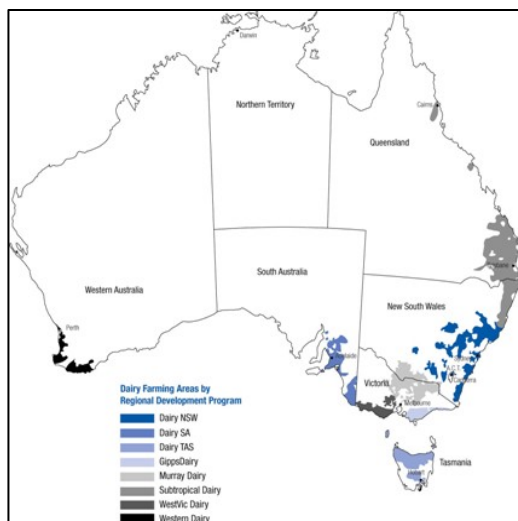 Darwin
Northern Territory
Cairns
Queensland
Western Australia
South Australia
New South Wales
Perth
Adelaide
Sydney
A.C.T.
Canberra
Victoria
Melbourne
Tasmania
Dairy Farming Areas by
Regional Development Program
Dairy NSW
Dairy SA
Dairy TAS
GippsDairy
Murray Dairy
Subtropical Dairy
WestVic Dairy
Western Dairy